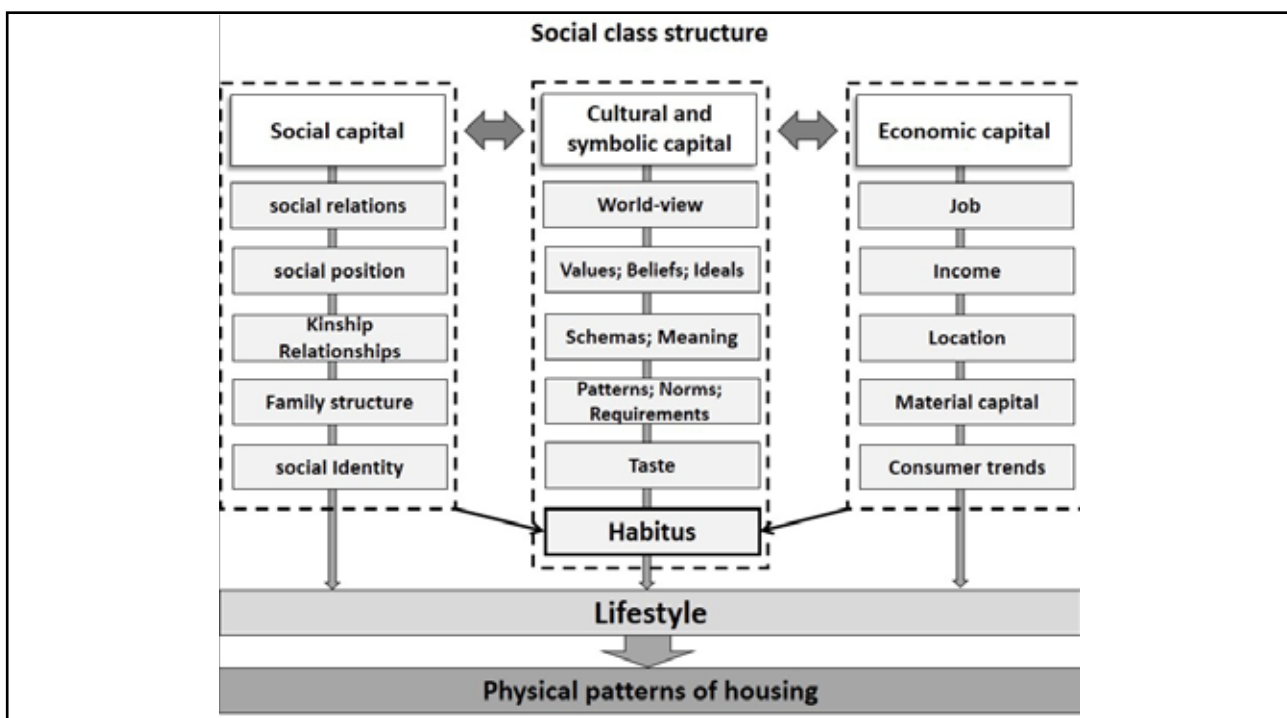 Social class structure
Social capital
social relations
social position
Kinship
Relationships
Family structure
social Identity
Cultural and
symbolic capital
World-view
Values; Beliefs; Ideals
Schemas; Meaning
Patterns; Norms;
Requirements
Taste
Habitus
Economic capital
Job
Income
Location
Material capital
Consumer trends
Lifestyle
Physical patterns of housing